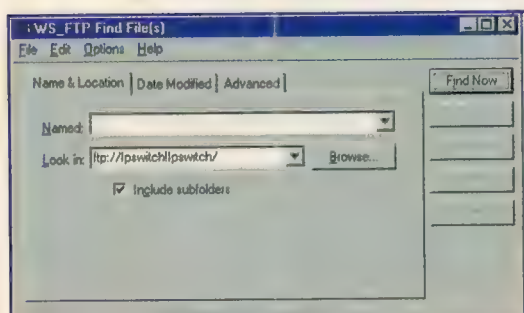 WS_FTP Find File(s)
File Edit Options Help
Name & Location Date Modified Advanced
Find Now
Named:
Look in: ftp://Ipswitch!Ipswitch/ Browse...
Include subfolders